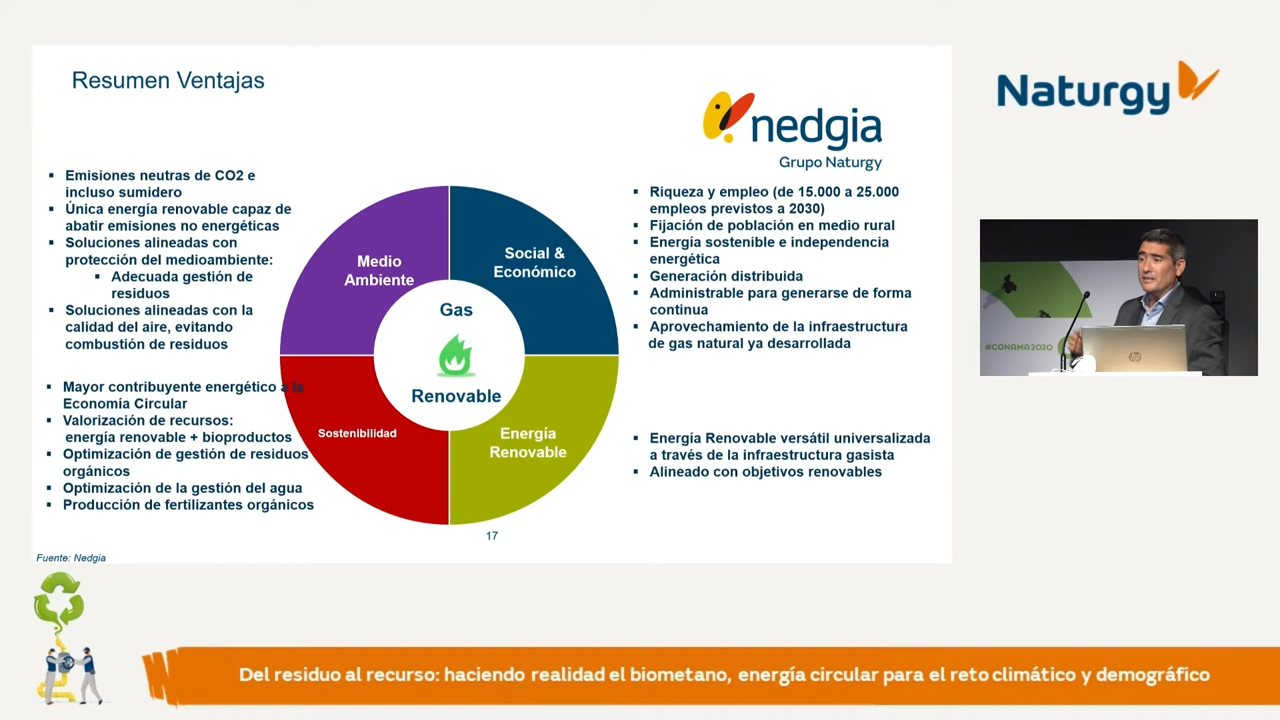 Resumen Ventajas
Naturgy
nedgia
Grupo Naturgy
▪ Emisiones neutras de CO2 e
incluso sumidero
▪ Única energía renovable capaz de
abatir emisiones no energéticas
▪ Soluciones alineadas con
protección del medioambiente:
▪ Adecuada gestión de
residuos
▪ Soluciones alineadas con la
calidad del aire, evitando
combustión de residuos
▪ Mayor contribuyente energético a la
Economía Circular
▪ Valorización de recursos:
energía renovable + bioproductos
▪ Optimización de gestión de residuos
orgánicos
▪ Optimización de la gestión del agua
▪ Producción de fertilizantes orgánicos
Medio
Ambiente
Social &
Económico
Gas
Renovable
Sostenibilidad
Energía
Renovable
▪ Riqueza y empleo (de 15.000 a 25.000
empleos previstos a 2030)
▪ Fijación de población en medio rural
▪ Energía sostenible e independencia
energética
▪ Generación distribuida
▪ Administrable para generarse de forma
continua
▪ Aprovechamiento de la infraestructura
de gas natural ya desarrollada
▪ Energía Renovable versátil universalizada
a través de la infraestructura gasista
▪ Alineado con objetivos renovables
#CONAMA2020
hp
17
Fuente: Nedgia
Del residuo al recurso: haciendo realidad el biometano, energía circular para el reto climático y demográfico